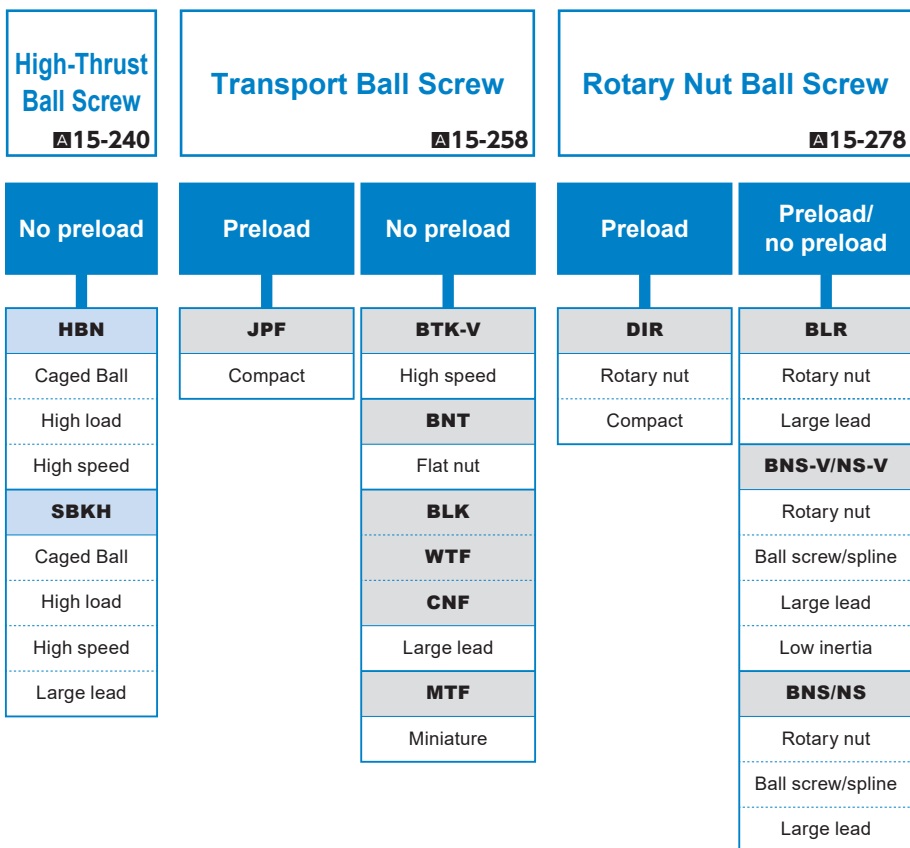 High-Thrust
Ball Screw
A15-240
Transport Ball Screw
A15-258
Rotary Nut Ball Screw
A15-278
No preload
HBN
Caged Ball
High load
High speed
SBKH
Caged Ball
High load
High speed
Large lead
Preload
JPF
Compact
No preload
BTK-V
High speed
BNT
Flat nut
BLK
WTF
CNF
Large lead
MTF
Miniature
Preload
DIR
Rotary nut
Compact
Preload/
no preload
BLR
Rotary nut
Large lead
BNS-V/NS-V
Rotary nut
Ball screw/spline
Large lead
Low inertia
BNS/NS
Rotary nut
Ball screw/spline
Large lead